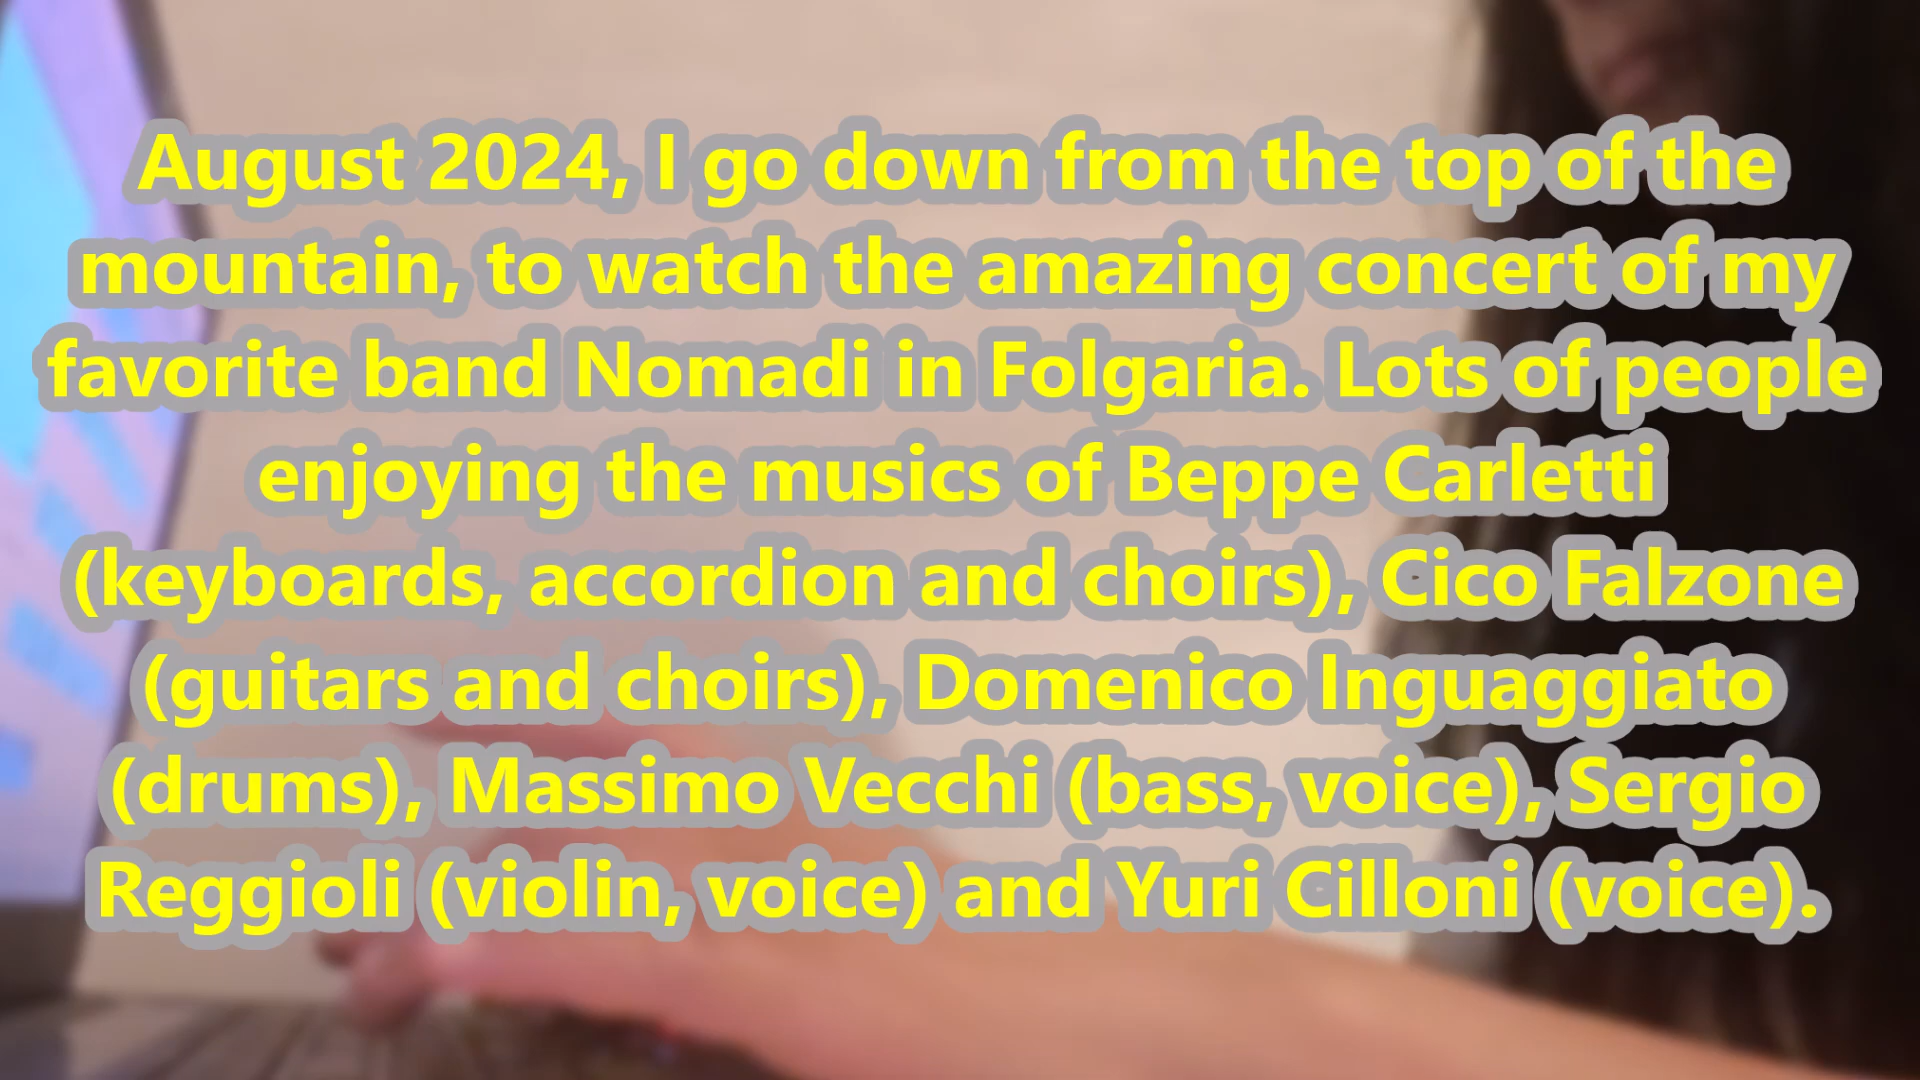 August 2024, I go down from the top of the
mountain, to watch the amazing concert of my
favorite band Nomadi in Folgaria. Lots of people
enjoying the musics of Beppe Carletti
(keyboards, accordion and choirs), Cico Falzone
(guitars and choirs), Domenico Inguaggiato
(drums), Massimo Vecchi (bass, voice), Sergio
Reggioli (violin, voice) and Yuri Cilloni (voice).